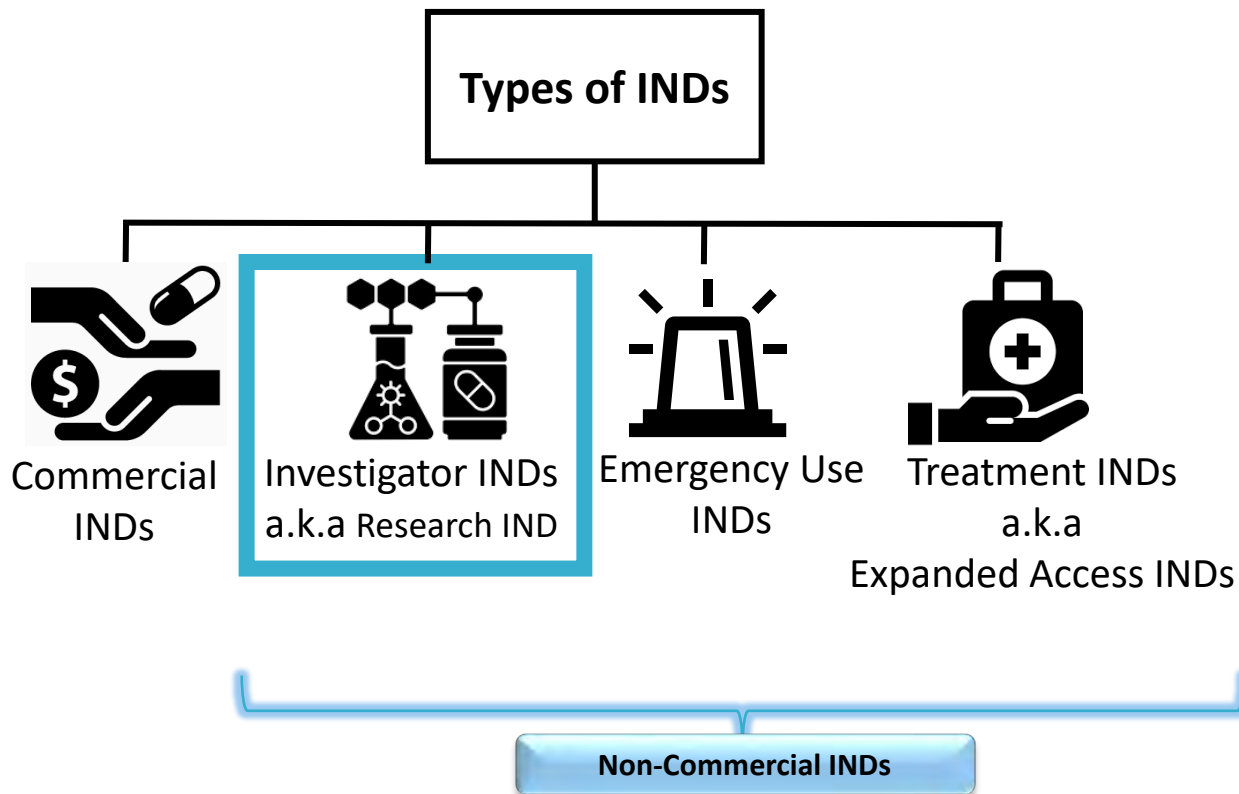 Types of INDs
$
Commercial
INDs
Investigator INDs
a.k.a Research IND
Emergency Use
INDs
Treatment INDs
a.k.a
Expanded Access INDs
Non-Commercial INDs